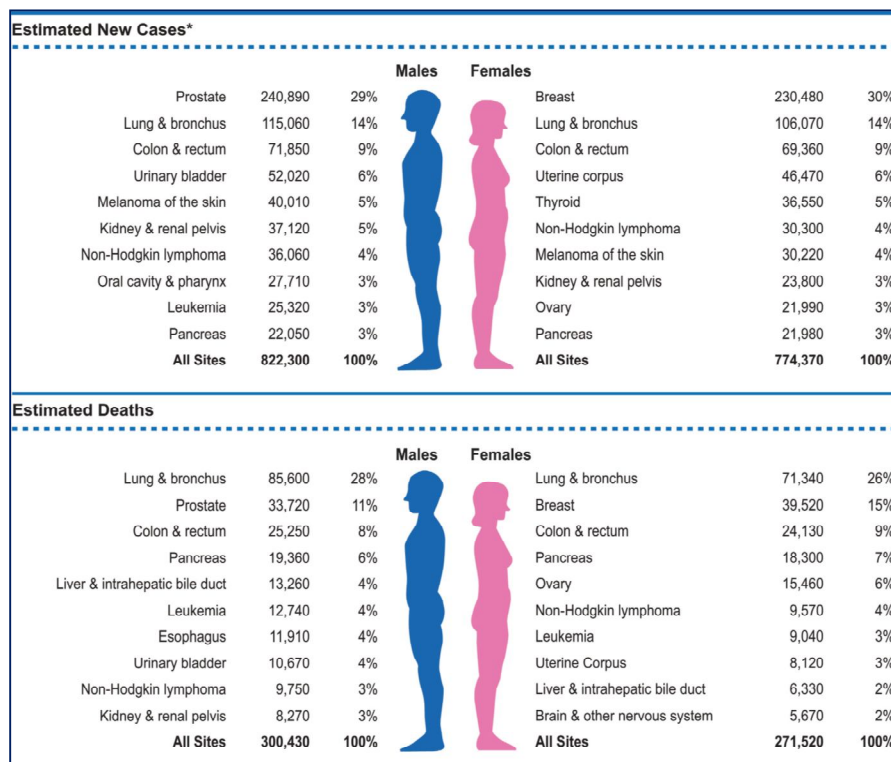 Estimated New Cases*
Males Females
Prostate 240,890 29% Breast 230,480 30%
Lung & bronchus 115,060 14% Lung & bronchus 106,070 14%
Colon & rectum 71,850 9% Colon & rectum 69,360 9%
Urinary bladder 52,020 6% Uterine corpus 46,470 6%
Melanoma of the skin 40,010 5% Thyroid 36,550 5%
Kidney & renal pelvis 37,120 5% Non-Hodgkin lymphoma 30,300 4%
Non-Hodgkin lymphoma 36,060 4% Melanoma of the skin 30,220 4%
Oral cavity & pharynx 27,710 3% Kidney & renal pelvis 23,800 3%
Leukemia 25,320 3% Ovary 21,990 3%
Pancreas 22,050 3% Pancreas 21,980 3%
All Sites 822,300 100% All Sites 774,370 100%
Estimated Deaths
Males Females
Lung & bronchus 85,600 28% Lung & bronchus 71,340 26%
Prostate 33,720 11% Breast 39,520 15%
Colon & rectum 25,250 8% Colon & rectum 24,130 9%
Pancreas 19,360 6% Pancreas 18,300 7%
Liver & intrahepatic bile duct 13,260 4% Ovary 15,460 6%
Leukemia 12,740 4% Non-Hodgkin lymphoma 9,570 4%
Esophagus 11,910 4% Leukemia 9,040 3%
Urinary bladder 10,670 4% Uterine Corpus 8,120 3%
Non-Hodgkin lymphoma 9,750 3% Liver & intrahepatic bile duct 6,330 2%
Kidney & renal pelvis 8,270 3% Brain & other nervous system 5,670 2%
All Sites 300,430 100% All Sites 271,520 100%